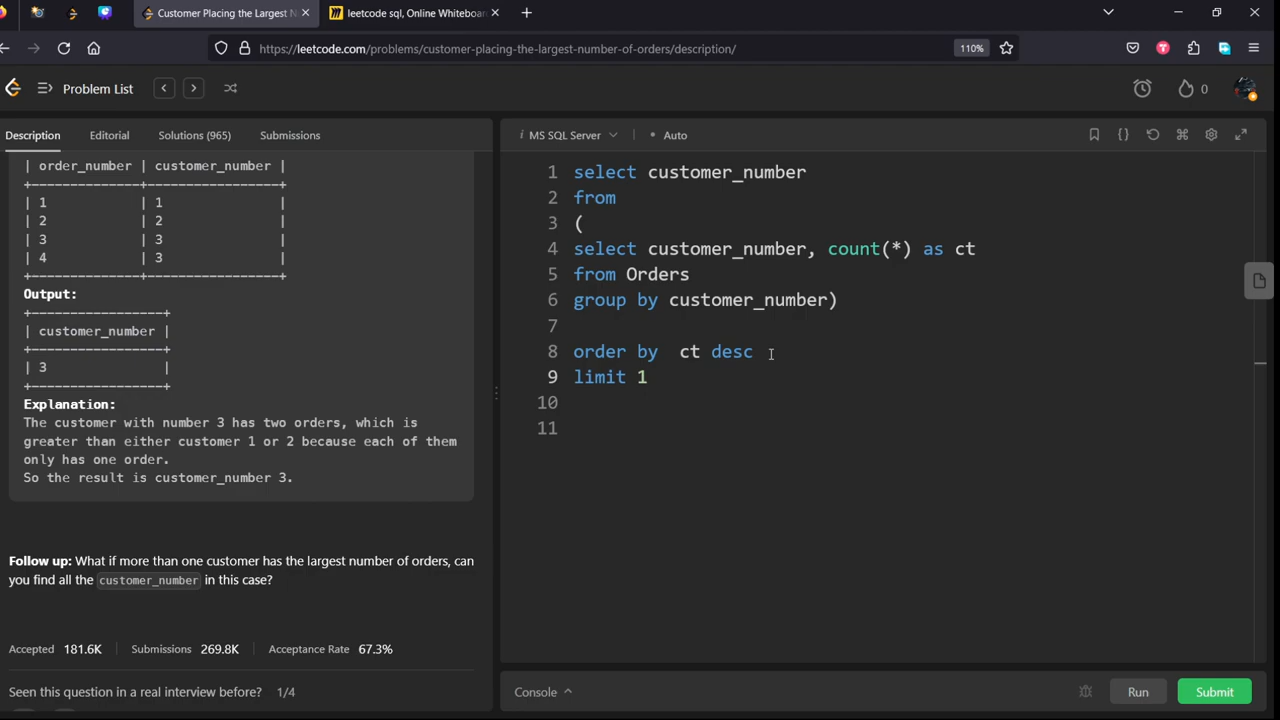 Customer Placing the Largest N
leetcode sql, Online Whiteboar
https://leetcode.com/problems/customer-placing-the-largest-number-of-orders/description/
110%
Problem List
0
Description
Editorial
Solutions (965)
Submissions
| order_number | customer_number |
+--------------+-----------------+
| 1 | 1 |
| 2 | 2 |
| 3 | 3 |
| 4 | 3 |
+--------------+-----------------+
Output:
+-----------------+
| customer_number |
+-----------------+
| 3 |
+-----------------+
Explanation:
The customer with number 3 has two orders, which is
greater than either customer 1 or 2 because each of them
only has one order.
So the result is customer_number 3.
Follow up: What if more than one customer has the largest number of orders, can
you find all the customer_number in this case?
Accepted 181.6K Submissions 269.8K Acceptance Rate 67.3%
Seen this question in a real interview before? 1/4
i MS SQL Server
Auto
1 select customer_number
2 from
3 (
4 select customer_number, count(*) as ct
5 from Orders
6 group by customer_number)
7
8 order by ct desc
9 limit 1
10
11
Console
Run
Submit